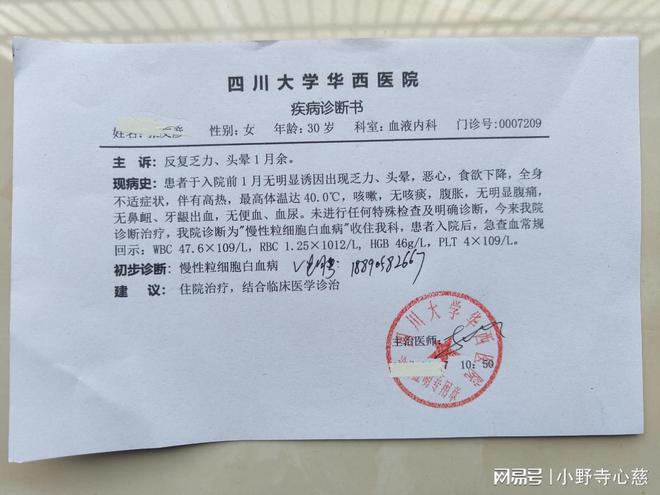 四川大学华西医院
疾病诊断书
性别:女 年龄:30 岁 科室:血液内科 门诊号:0007209
主 诉: 反复乏力、头晕 1 月余。
现病史: 患者于入院前 1 月无明显诱因出现乏力、头晕，恶心，食欲下降，全身
不适症状，伴有高热，最高体温达 40.0℃，咳嗽，无咳痰，腹胀，无明显腹痛，
无鼻衄、牙龈出血，无便血、血尿。未进行任何特殊检查及明确诊断，今来我院
诊断治疗，我院诊断为"慢性粒细胞白血病"收住我科，患者入院后，急查血常规
回示: WBC 47.6×109/L, RBC 1.25×1012/L, HGB 46g/L, PLT 4×109/L。
初步诊断: 慢性粒细胞白血病
18890582667
建 议: 住院治疗，结合临床医学诊治
四川大学华西医院
主治医师:
7 10:50
网易号 | 小野寺心慈